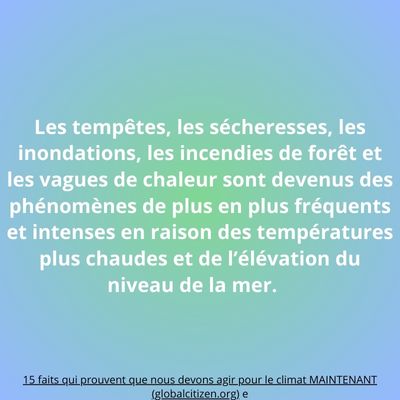 Les tempêtes, les sécheresses, les
inondations, les incendies de forêt et
les vagues de chaleur sont devenus des
phénomènes de plus en plus fréquents
et intenses en raison des températures
plus chaudes et de l’élévation du
niveau de la mer.
15 faits qui prouvent que nous devons agir pour le climat MAINTENANT
(globalcitizen.org) e